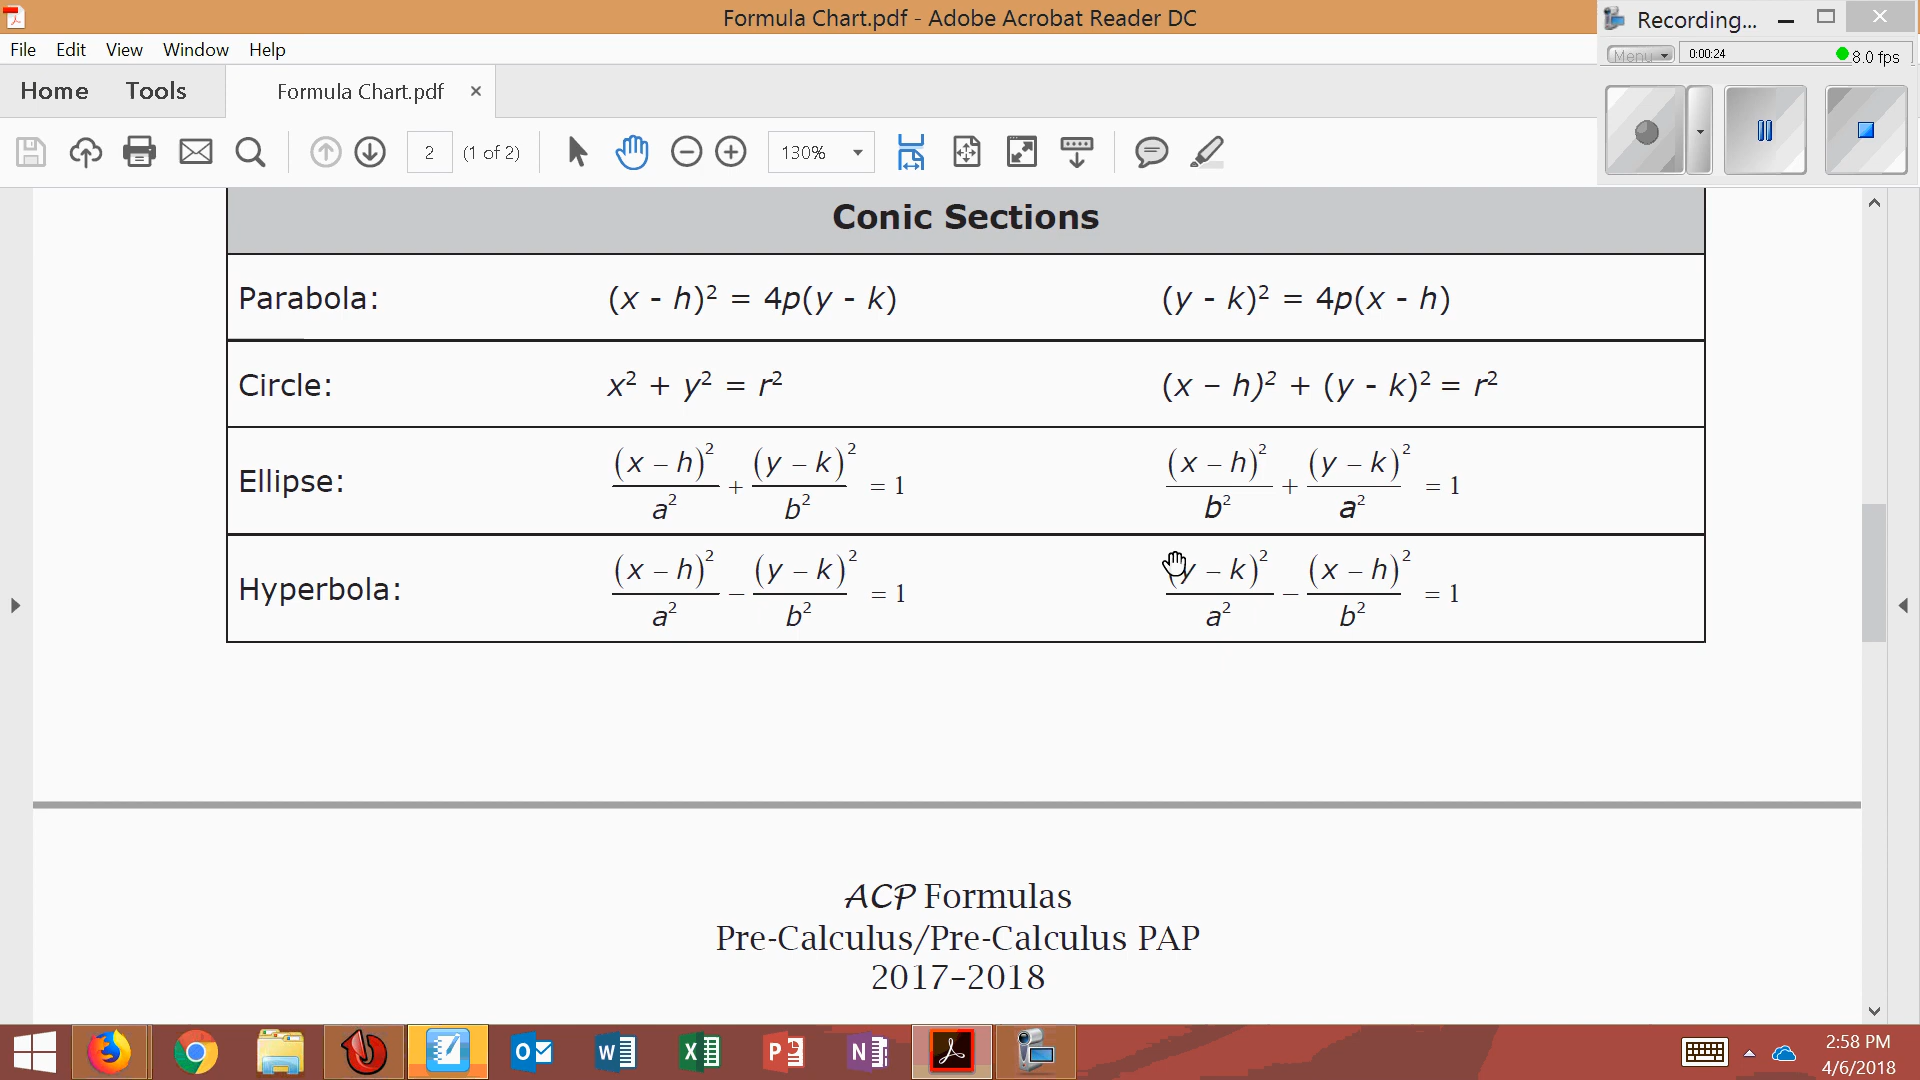 Formula Chart.pdf - Adobe Acrobat Reader DC
Recording...
File Edit View Window Help
Menu 0:00:24 8.0 fps
Home Tools Formula Chart.pdf ×
2 (1 of 2) 130%
Conic Sections
Parabola: (x - h)² = 4p(y - k) (y - k)² = 4p(x - h)
Circle: x² + y² = r² (x – h)² + (y - k)² = r²
Ellipse: (x – h)²/a² + (y – k)²/b² = 1 (x – h)²/b² + (y – k)²/a² = 1
Hyperbola: (x – h)²/a² – (y – k)²/b² = 1 (y – k)²/a² – (x – h)²/b² = 1
ACP Formulas
Pre-Calculus/Pre-Calculus PAP
2017–2018
2:58 PM
4/6/2018